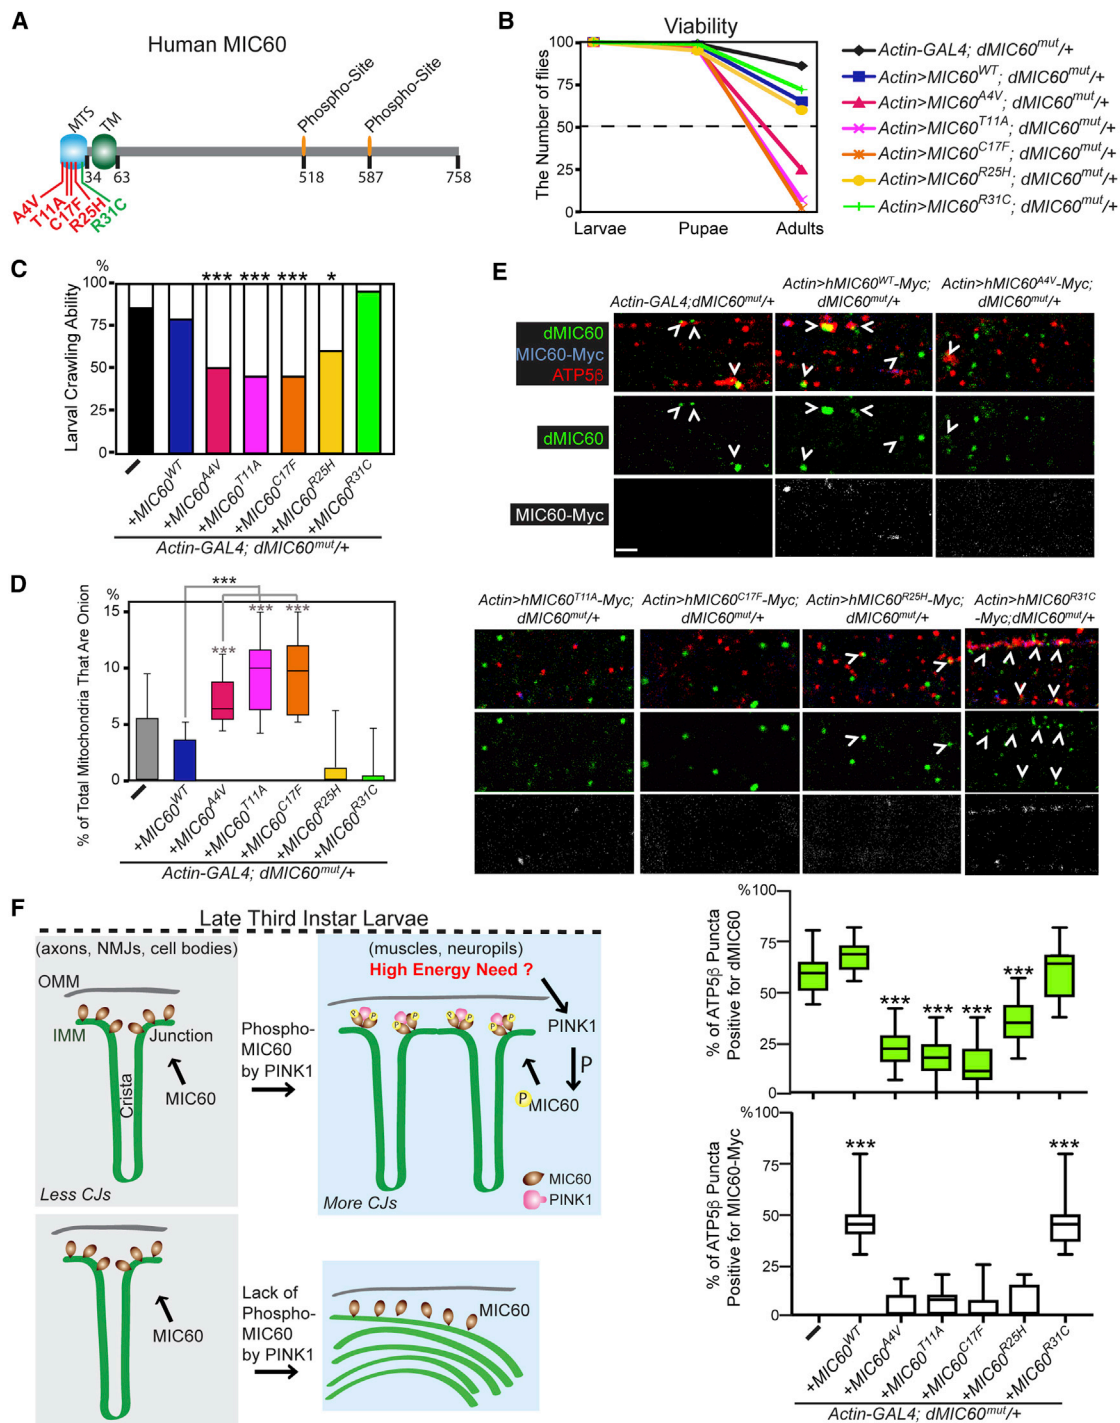 A
Human MIC60
MTS
TM
Phospho-Site
Phospho-Site
34
63
518
587
758
A4V
T11A
C17F
R25H
R31C
B
Viability
The Number of flies
100
75
50
25
0
Larvae
Pupae
Adults
Actin-GAL4; dMIC60mut/+
Actin>MIC60WT; dMIC60mut/+
Actin>MIC60A4V; dMIC60mut/+
Actin>MIC60T11A; dMIC60mut/+
Actin>MIC60C17F; dMIC60mut/+
Actin>MIC60R25H; dMIC60mut/+
Actin>MIC60R31C; dMIC60mut/+
C
%
Larval Crawling Ability
100
75
50
25
0
*** *** *** *
–
+MIC60WT
+MIC60A4V
+MIC60T11A
+MIC60C17F
+MIC60R25H
+MIC60R31C
Actin-GAL4; dMIC60mut/+
D
%
% of Total Mitochondria That Are Onion
15
10
5
0
***
***
***
***
–
+MIC60WT
+MIC60A4V
+MIC60T11A
+MIC60C17F
+MIC60R25H
+MIC60R31C
Actin-GAL4; dMIC60mut/+
E
Actin-GAL4;dMIC60mut/+
Actin>hMIC60WT-Myc;
dMIC60mut/+
Actin>hMIC60A4V-Myc;
dMIC60mut/+
dMIC60
MIC60-Myc
ATP5β
dMIC60
MIC60-Myc
Actin>hMIC60T11A-Myc;
dMIC60mut/+
Actin>hMIC60C17F-Myc;
dMIC60mut/+
Actin>hMIC60R25H-Myc;
dMIC60mut/+
Actin>hMIC60R31C
-Myc;dMIC60mut/+
%100
75
50
25
0
% of ATP5β Puncta
Positive for dMIC60
*** *** *** ***
%100
75
50
25
0
% of ATP5β Puncta
Positive for MIC60-Myc
*** ***
–
+MIC60WT
+MIC60A4V
+MIC60T11A
+MIC60C17F
+MIC60R25H
+MIC60R31C
Actin-GAL4; dMIC60mut/+
F
Late Third Instar Larvae
(axons, NMJs, cell bodies)
OMM
IMM
Junction
Crista
MIC60
Less CJs
Phospho-
MIC60
by PINK1
(muscles, neuropils)
High Energy Need ?
P P P P P P P P
PINK1
P
P MIC60
MIC60
PINK1
More CJs
MIC60
Lack of
Phospho-
MIC60
by PINK1
MIC60